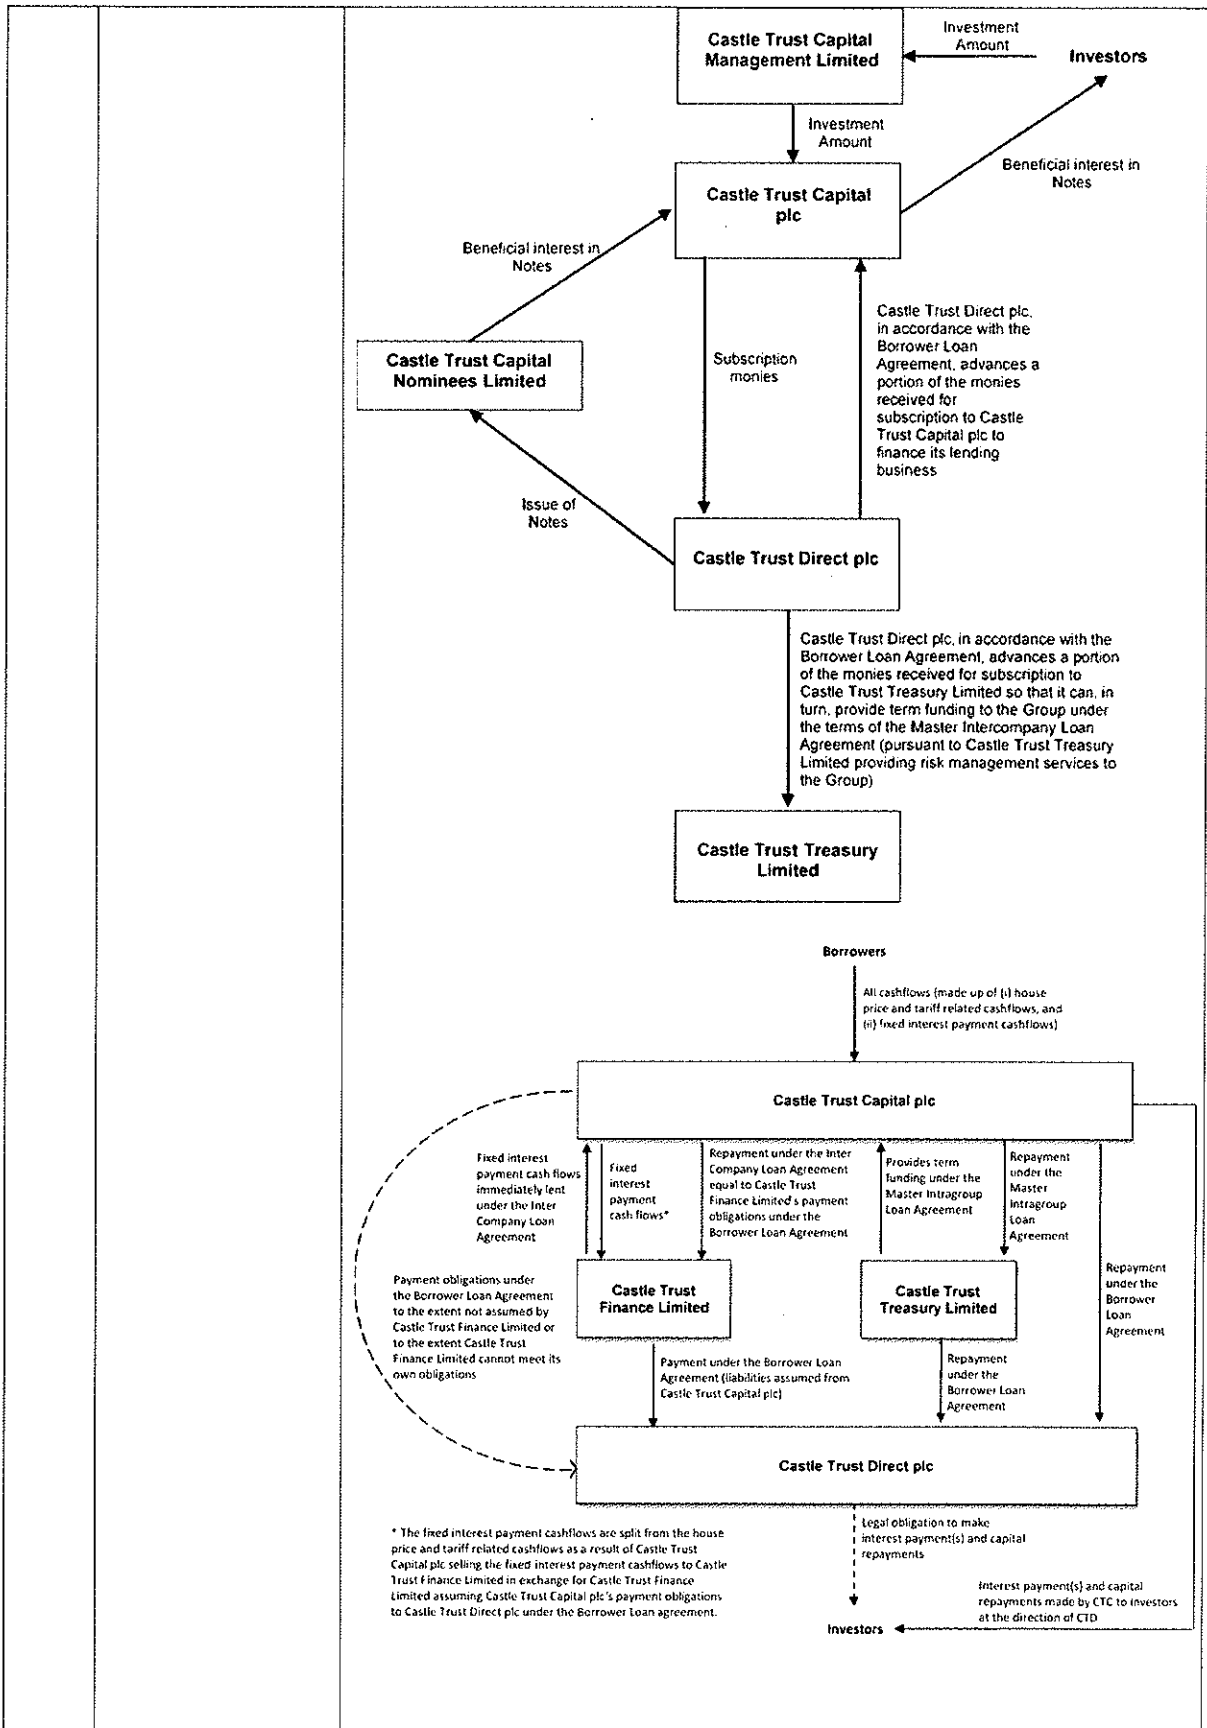 Castle Trust Capital
Management Limited
Investment
Amount
Investors
Investment
Amount
Castle Trust Capital
plc
Beneficial interest in
Notes
Beneficial interest in
Notes
Castle Trust Capital
Nominees Limited
Subscription
monies
Castle Trust Direct plc,
in accordance with the
Borrower Loan
Agreement, advances a
portion of the monies
received for
subscription to Castle
Trust Capital plc to
finance its lending
business
Issue of
Notes
Castle Trust Direct plc
Castle Trust Direct plc, in accordance with the
Borrower Loan Agreement, advances a portion
of the monies received for subscription to
Castle Trust Treasury Limited so that it can, in
turn, provide term funding to the Group under
the terms of the Master Intercompany Loan
Agreement (pursuant to Castle Trust Treasury
Limited providing risk management services to
the Group)
Castle Trust Treasury
Limited
Borrowers
All cashflows (made up of (i) house
price and tariff related cashflows, and
(ii) fixed interest payment cashflows)
Castle Trust Capital plc
Fixed interest
payment cash flows
immediately lent
under the Inter
Company Loan
Agreement
Fixed
interest
payment
cash flows*
Repayment under the Inter
Company Loan Agreement
equal to Castle Trust
Finance Limited's payment
obligations under the
Borrower Loan Agreement
Provides term
funding under the
Master Intragroup
Loan Agreement
Repayment
under the
Master
Intragroup
Loan
Agreement
Repayment
under the
Borrower
Loan
Agreement
Castle Trust
Finance Limited
Castle Trust
Treasury Limited
Payment obligations under
the Borrower Loan Agreement
to the extent not assumed by
Castle Trust Finance Limited or
to the extent Castle Trust
Finance Limited cannot meet its
own obligations
Payment under the Borrower Loan
Agreement (liabilities assumed from
Castle Trust Capital plc)
Repayment
under the
Borrower Loan
Agreement
Castle Trust Direct plc
* The fixed interest payment cashflows are split from the house
price and tariff related cashflows as a result of Castle Trust
Capital plc selling the fixed interest payment cashflows to Castle
Trust Finance Limited in exchange for Castle Trust Finance
Limited assuming Castle Trust Capital plc's payment obligations
to Castle Trust Direct plc under the Borrower Loan agreement.
Legal obligation to make
interest payment(s) and capital
repayments
Interest payment(s) and capital
repayments made by CTC to investors
at the direction of CTD
Investors